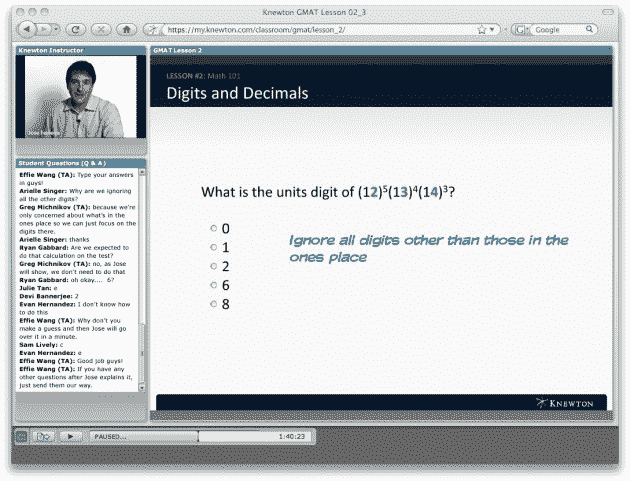 Knewton GMAT Lesson 02_3
https://my.knewton.com/classroom/gmat/lesson_2/
Google
Knewton Instructor
GMAT Lesson 2
LESSON #2: Math 101
Digits and Decimals
What is the units digit of (12)⁵(13)⁴(14)³?
0
1
2
6
8
Ignore all digits other than those in the
ones place
Student Questions (Q & A)
Effie Wang (TA): Type your answers
in guys!
Arielle Singer: Why are we ignoring
all the other digits?
Greg Michnikov (TA): because we're
only concerned about what's in the
ones place so we can just focus on the
digits there.
Arielle Singer: thanks
Ryan Gabbard: Are we expected to
do that calculation on the test?
Greg Michnikov (TA): no, as Jose
will show, we don't need to do that
Ryan Gabbard: oh okay.... 6?
Julie Tan: e
Devi Bannerjee: 2
Evan Hernandez: I don't know how
to do this
Effie Wang (TA): Why don't you
make a guess and then Jose will go
over it in a minute.
Sam Lively: c
Evan Hernandez: e
Effie Wang (TA): Good job guys!
Effie Wang (TA): If you have any
other questions after Jose explains it,
just send them our way.
KNEWTON
PAUSED...
1:40:23